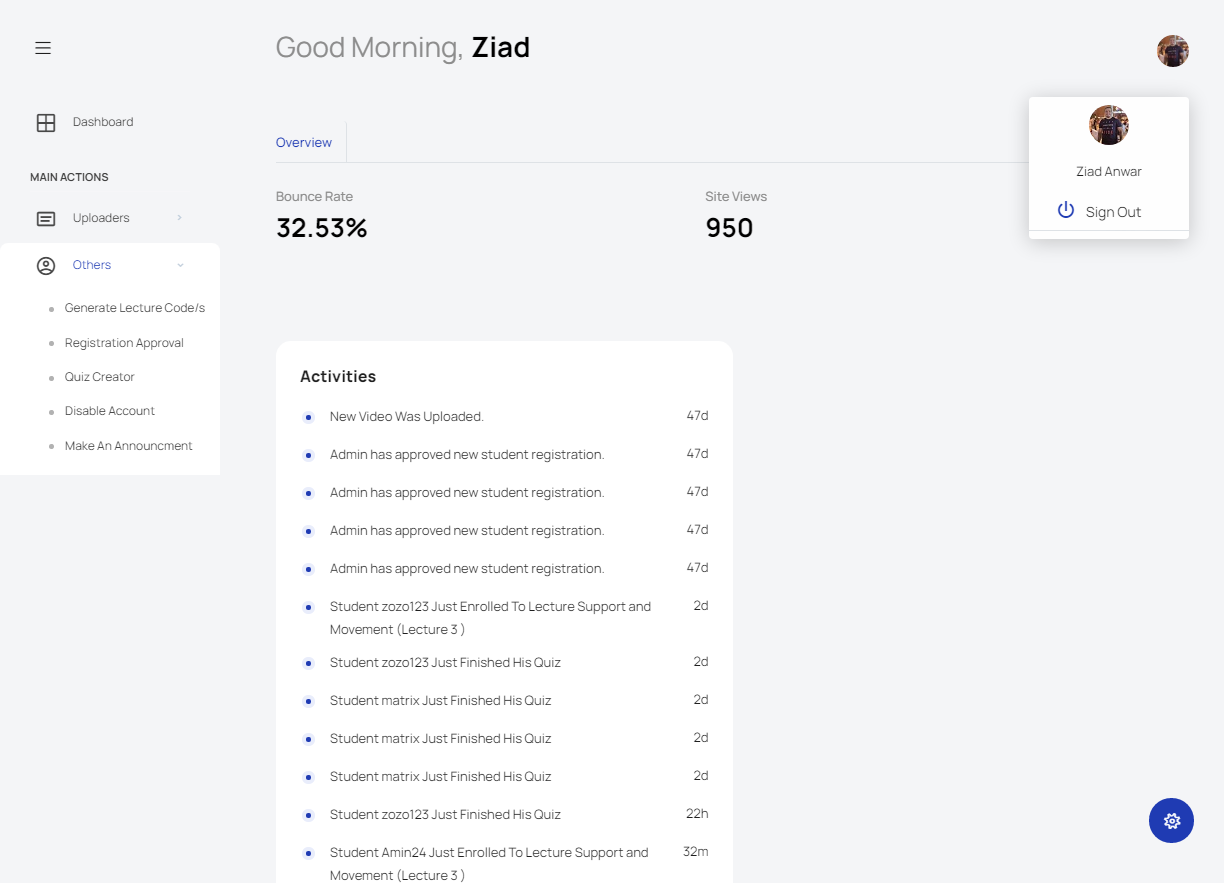 Good Morning, Ziad
Dashboard
MAIN ACTIONS
Uploaders
Others
Generate Lecture Code/s
Registration Approval
Quiz Creator
Disable Account
Make An Announcment
Overview
Bounce Rate
32.53%
Site Views
950
Ziad Anwar
Sign Out
Activities
New Video Was Uploaded. 47d
Admin has approved new student registration. 47d
Admin has approved new student registration. 47d
Admin has approved new student registration. 47d
Admin has approved new student registration. 47d
Student zozo123 Just Enrolled To Lecture Support and 2d
Movement (Lecture 3 )
Student zozo123 Just Finished His Quiz 2d
Student matrix Just Finished His Quiz 2d
Student matrix Just Finished His Quiz 2d
Student matrix Just Finished His Quiz 2d
Student zozo123 Just Finished His Quiz 22h
Student Amin24 Just Enrolled To Lecture Support and 32m
Movement (Lecture 3 )